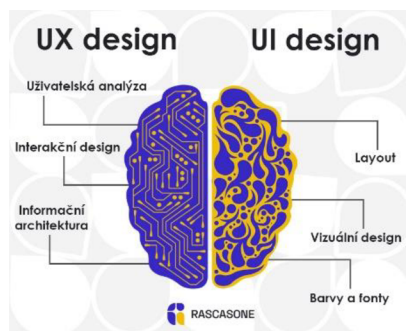 UX design
UI design
Uživatelská analýza
Interakční design
Informační
architektura
Layout
Vizuální design
Barvy a fonty
RASCASONE